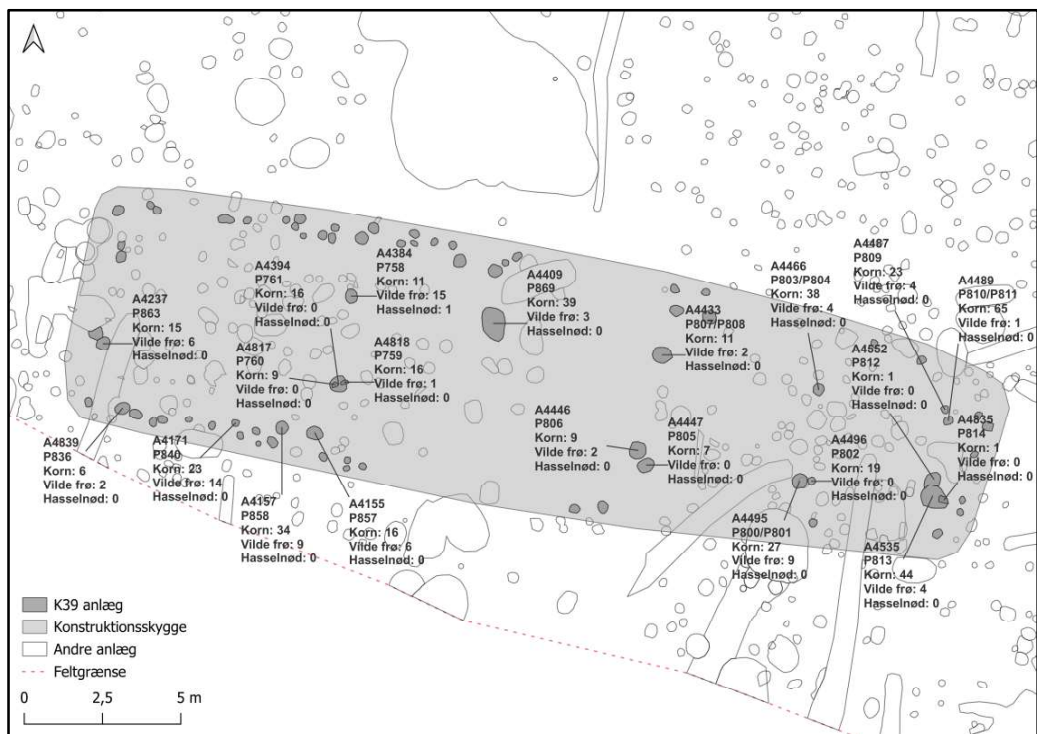 A4394
P761
Korn: 16
Vilde frø: 0
Hasselnød: 0
A4384
P758
Korn: 11
Vilde frø: 15
Hasselnød: 1
A4409
P869
Korn: 39
Vilde frø: 3
Hasselnød: 0
A4466
P803/P804
Korn: 38
Vilde frø: 4
Hasselnød: 0
A4487
P809
Korn: 23
Vilde frø: 4
Hasselnød: 0
A4489
P810/P811
Korn: 65
Vilde frø: 1
Hasselnød: 0
A4237
P863
Korn: 15
Vilde frø: 6
Hasselnød: 0
A4817
P760
Korn: 9
Vilde frø: 0
Hasselnød: 0
A4818
P759
Korn: 16
Vilde frø: 1
Hasselnød: 0
A4433
P807/P808
Korn: 11
Vilde frø: 2
Hasselnød: 0
A4552
P812
Korn: 1
Vilde frø: 0
Hasselnød: 0
A4839
P836
Korn: 6
Vilde frø: 2
Hasselnød: 0
A4171
P840
Korn: 23
Vilde frø: 14
Hasselnød: 0
A4157
P858
Korn: 34
Vilde frø: 9
Hasselnød: 0
A4155
P857
Korn: 16
Vilde frø: 6
Hasselnød: 0
A4446
P806
Korn: 9
Vilde frø: 2
Hasselnød: 0
A4447
P805
Korn: 7
Vilde frø: 0
Hasselnød: 0
A4496
P802
Korn: 19
Vilde frø: 0
Hasselnød: 0
A4835
P814
Korn: 1
Vilde frø: 0
Hasselnød: 0
A4495
P800/P801
Korn: 27
Vilde frø: 9
Hasselnød: 0
A4535
P813
Korn: 44
Vilde frø: 4
Hasselnød: 0
K39 anlæg
Konstruktionsskygge
Andre anlæg
Feltgrænse
0 2,5 5 m